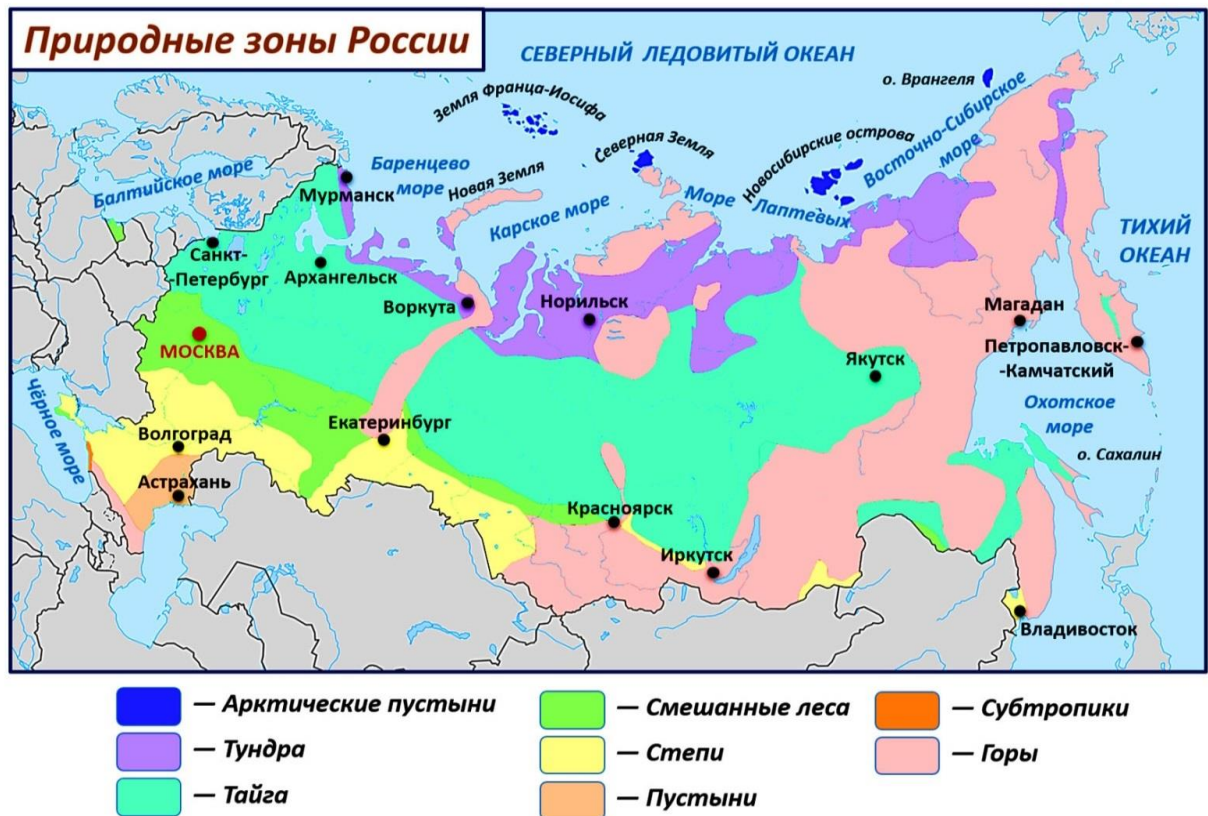 Природные зоны России
СЕВЕРНЫЙ ЛЕДОВИТЫЙ ОКЕАН
о. Врангеля
Земля Франца-Иосифа
Северная Земля
Новосибирские острова
Восточно-Сибирское
море
Баренцево
море
Новая Земля
Балтийское море
Мурманск
Карское море
Море Лаптевых
ТИХИЙ
ОКЕАН
Санкт-
-Петербург
Архангельск
Воркута
Норильск
Магадан
МОСКВА
Якутск
Петропавловск-
-Камчатский
Чёрное море
Охотское
море
Волгоград
Екатеринбург
о. Сахалин
Астрахань
Красноярск
Иркутск
Владивосток
— Арктические пустыни
— Тундра
— Тайга
— Смешанные леса
— Степи
— Пустыни
— Субтропики
— Горы